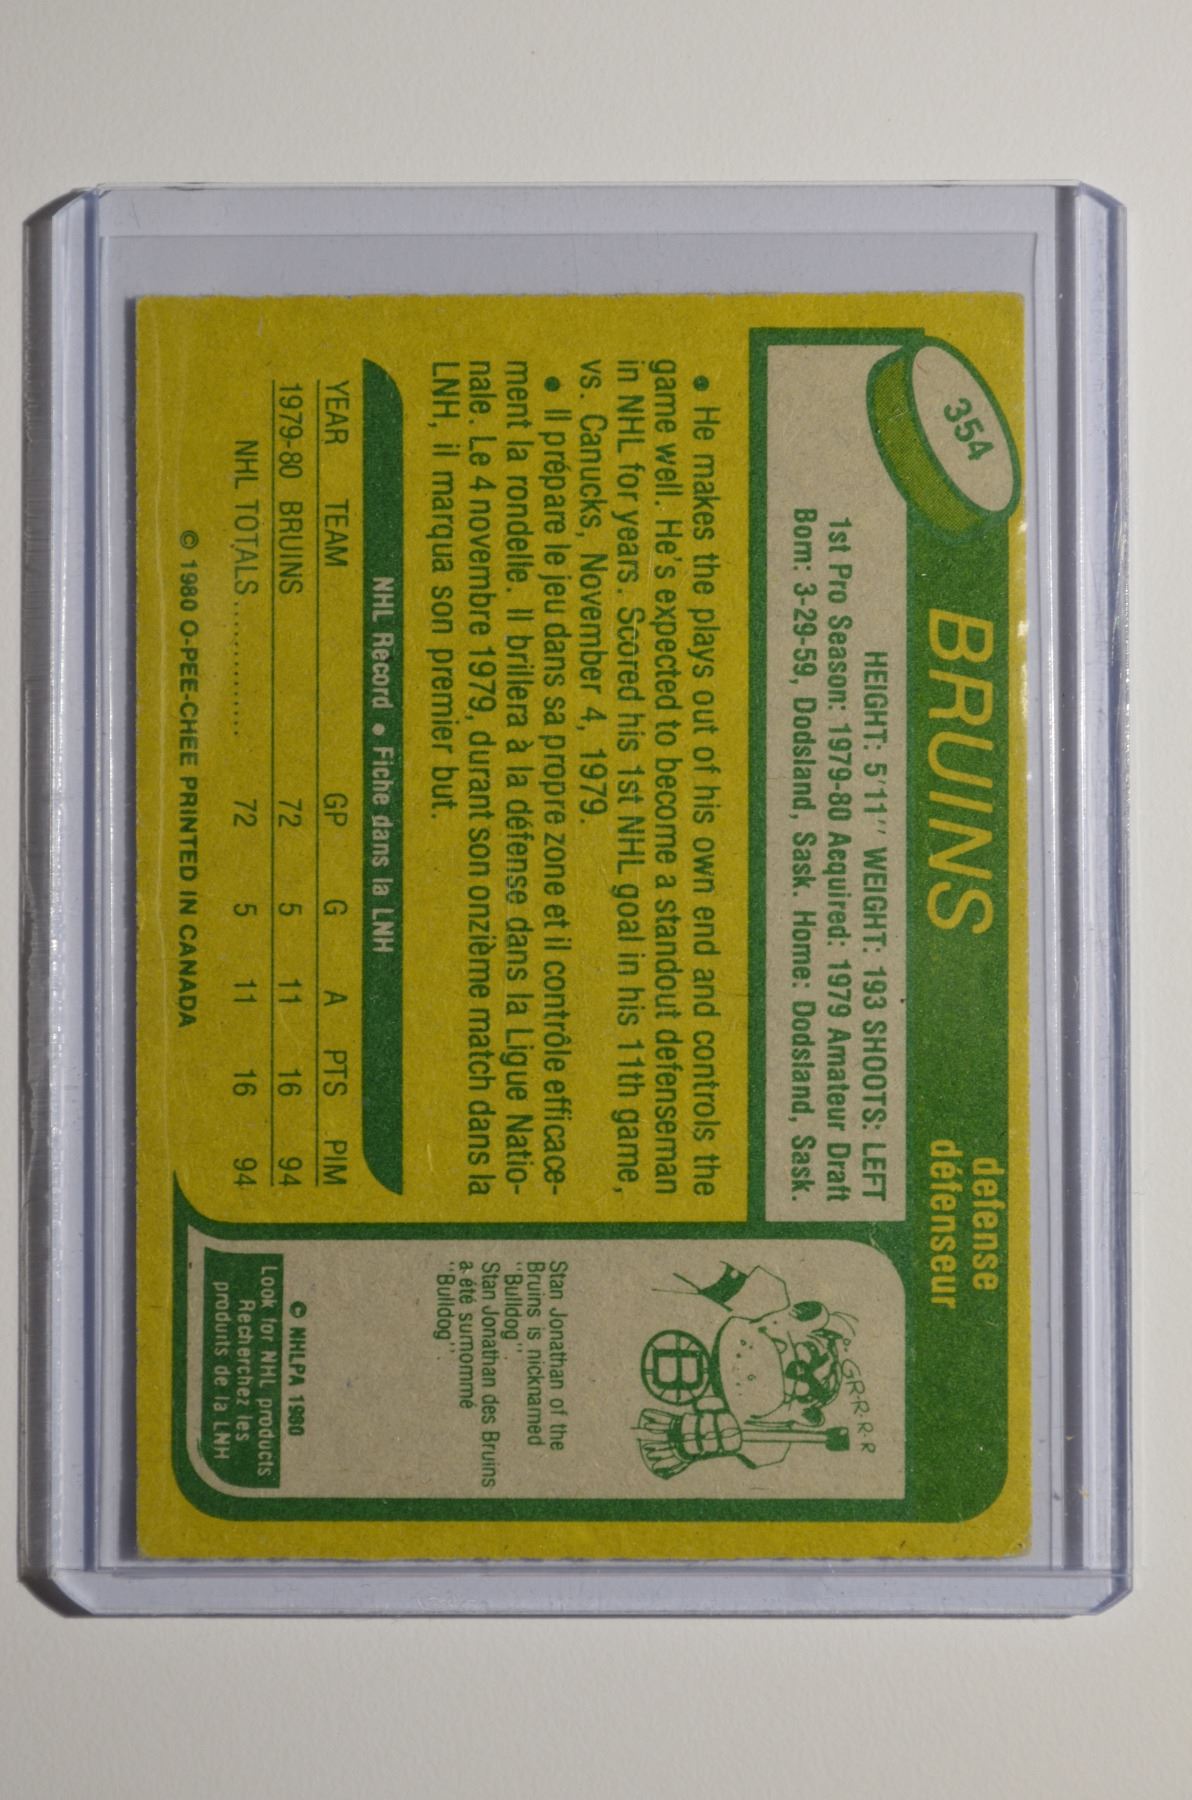 354
BRUINS
defense
défenseur
HEIGHT: 5'11" WEIGHT: 193 SHOOTS: LEFT
1st Pro Season: 1979-80 Acquired: 1979 Amateur Draft
Born: 3-29-59, Dodsland, Sask. Home: Dodsland, Sask.
• He makes the plays out of his own end and controls the
game well. He's expected to become a standout defenseman
in NHL for years. Scored his 1st NHL goal in his 11th game,
vs. Canucks, November 4, 1979.
• Il prépare le jeu dans sa propre zone et il contrôle efficace-
ment la rondelle. Il brillera à la défense dans la Ligue Natio-
nale. Le 4 novembre 1979, durant son onzième match dans la
LNH, il marqua son premier but.
NHL Record • Fiche dans la LNH
YEAR TEAM GP G A PTS PIM
1979-80 BRUINS 72 5 11 16 94
NHL TOTALS............ 72 5 11 16 94
© 1980 O-PEE-CHEE PRINTED IN CANADA
GR-R-R-R
B
Stan Jonathan of the
Bruins is nicknamed
"Bulldog".
Stan Jonathan des Bruins
a été surnommé
"Bulldog".
© NHLPA 1980
Look for NHL products
Recherchez les
produits de la LNH